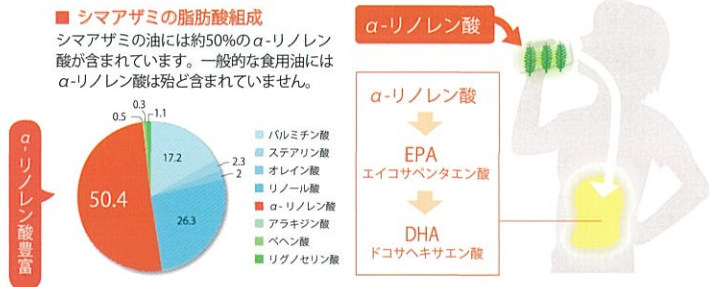 ■ シマアザミの脂肪酸組成
シマアザミの油には約50%のα-リノレン
酸が含まれています。一般的な食用油には
α-リノレン酸は殆ど含まれていません。
α-リノレン酸豊富
0.3
0.5
1.1
17.2
2.3
2
26.3
50.4
パルミチン酸
ステアリン酸
オレイン酸
リノール酸
α-リノレン酸
アラキジン酸
ベヘン酸
リグノセリン酸
α-リノレン酸
α-リノレン酸
EPA
エイコサペンタエン酸
DHA
ドコサヘキサエン酸